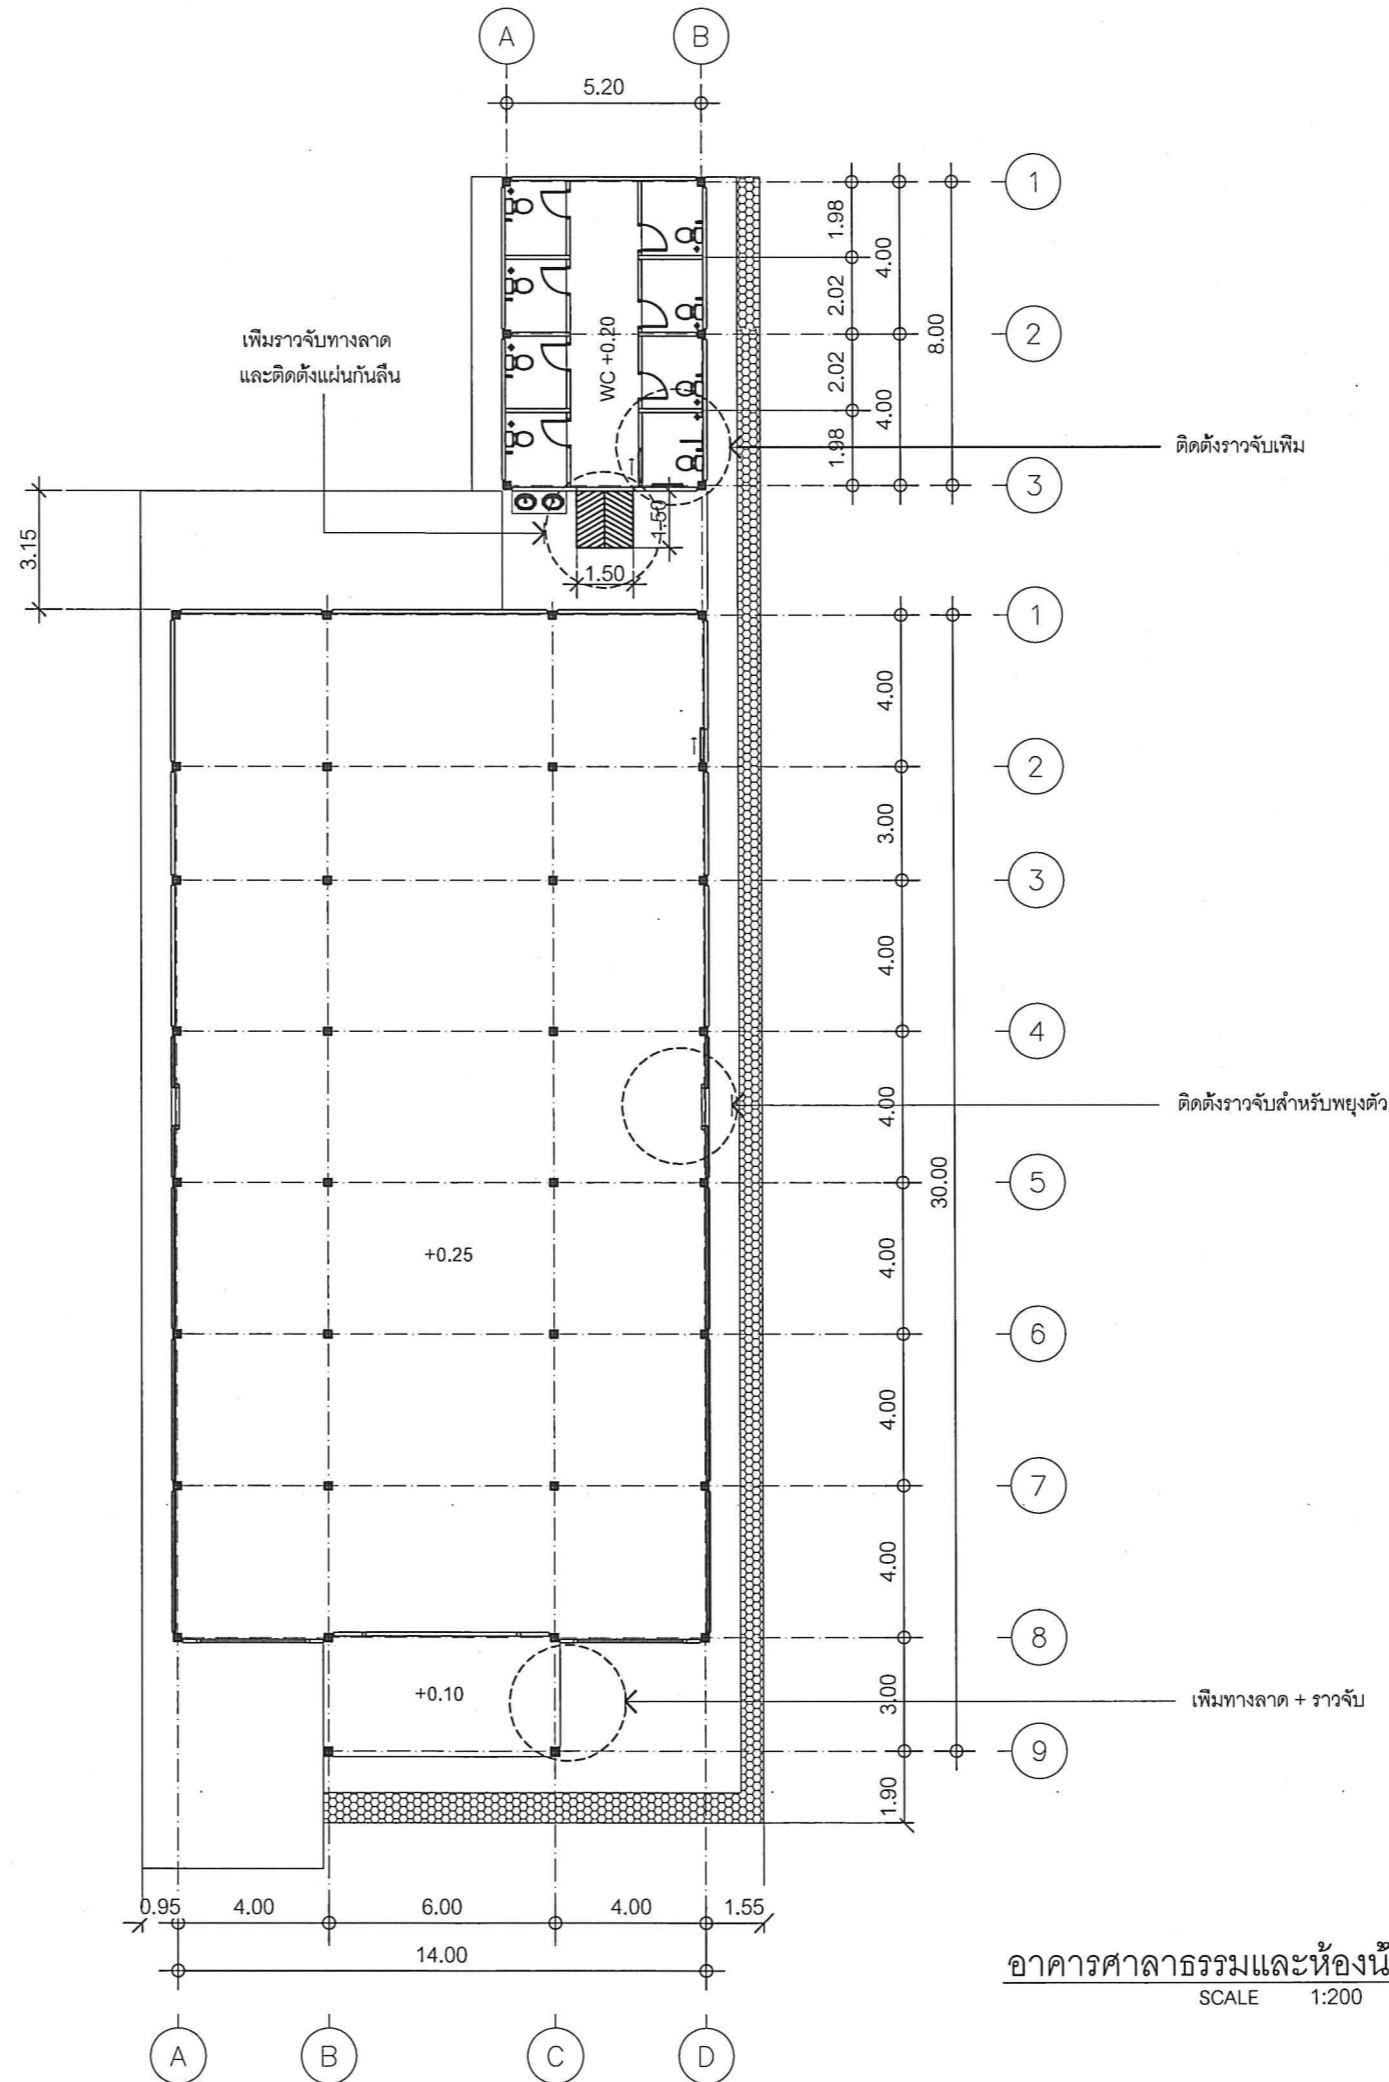 A
B
5.20
1
1.98
4.00
2.02
8.00
2
2.02
4.00
1.98
3
WC +0.20
เพิ่มราวจับทางลาด
และติดตั้งแผ่นกันลื่น
ติดตั้งราวจับเพิ่ม
3.15
1.50
1.50
1
4.00
2
3.00
3
4.00
4
4.00
ติดตั้งราวจับสำหรับพยุงตัว
5
30.00
+0.25
4.00
6
4.00
7
4.00
8
+0.10
3.00
เพิ่มทางลาด + ราวจับ
9
1.90
0.95
4.00
6.00
4.00
1.55
14.00
อาคารศาลาธรรมและห้องน้
SCALE 1:200
A
B
C
D